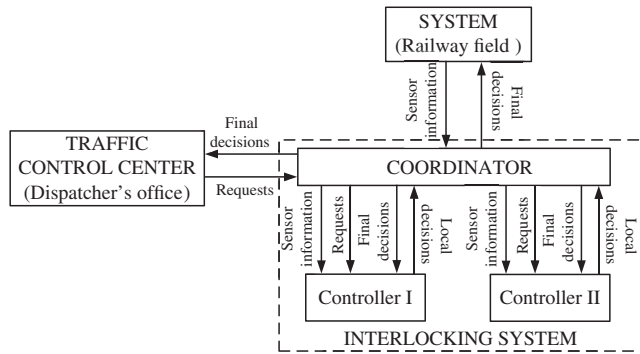 SYSTEM
(Railway field )
Sensor
information
Final
decisions
Final
decisions
TRAFFIC
CONTROL CENTER
(Dispatcher's office)
Requests
COORDINATOR
Sensor
information
Requests
Final
decisions
Local
decisions
Sensor
information
Requests
Final
decisions
Local
decisions
Controller I
Controller II
INTERLOCKING SYSTEM